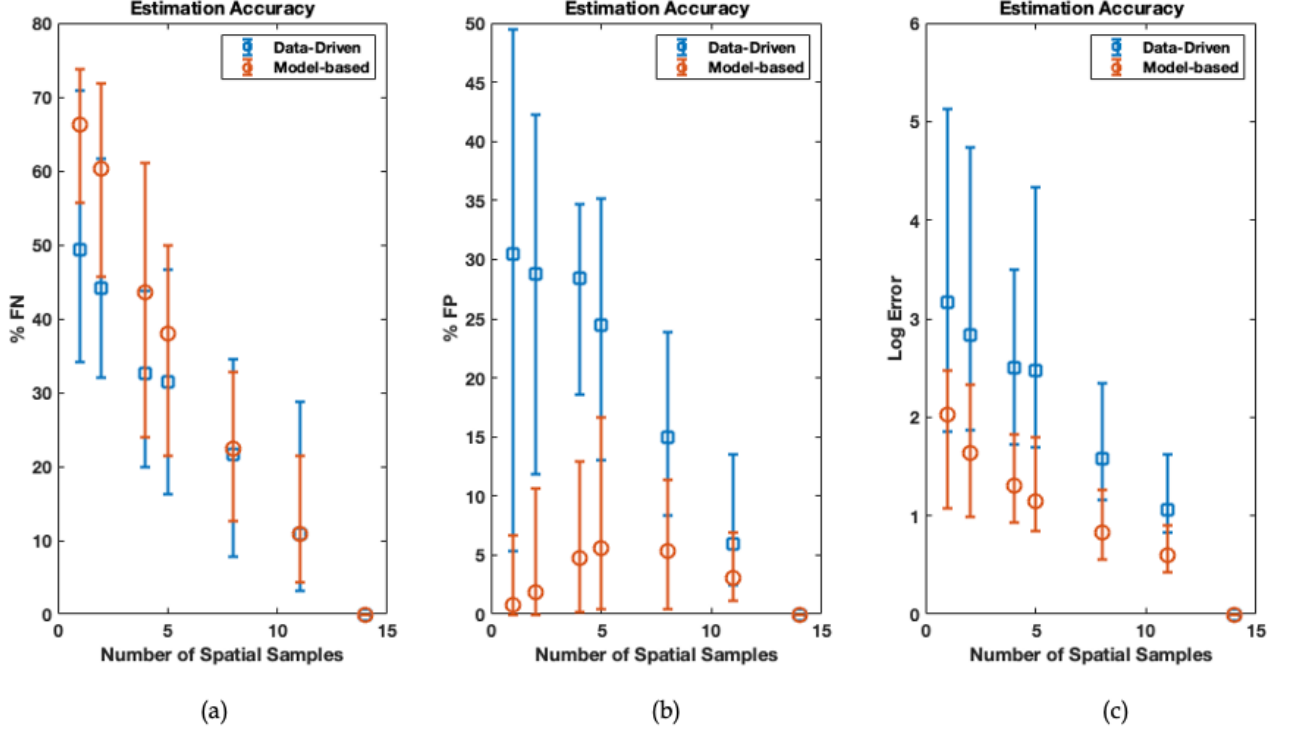 Estimation Accuracy
80
70
60
50
40
30
20
10
0
% FN
Data-Driven
Model-based
0 5 10 15
Number of Spatial Samples
(a)
Estimation Accuracy
50
45
40
35
30
25
20
15
10
5
0
% FP
Data-Driven
Model-based
0 5 10 15
Number of Spatial Samples
(b)
Estimation Accuracy
6
5
4
3
2
1
0
Log Error
Data-Driven
Model-based
0 5 10 15
Number of Spatial Samples
(c)